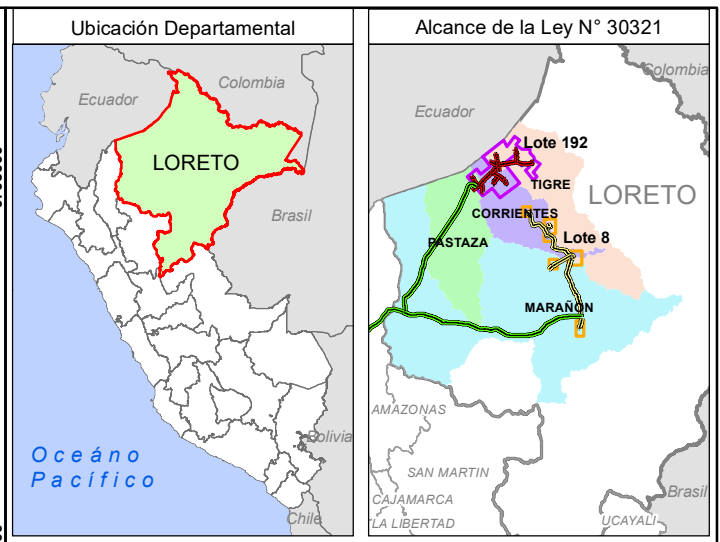 Ubicación Departamental
Colombia
Ecuador
LORETO
Brasil
Bolivia
Oceáno
Pacífico
Chile
Alcance de la Ley N° 30321
Colombia
Ecuador
Lote 192
TIGRE
LORETO
CORRIENTES
Lote 8
PASTAZA
MARAÑON
AMAZONAS
SAN MARTIN
CAJAMARCA
LA LIBERTAD
Brasil
UCAYALI